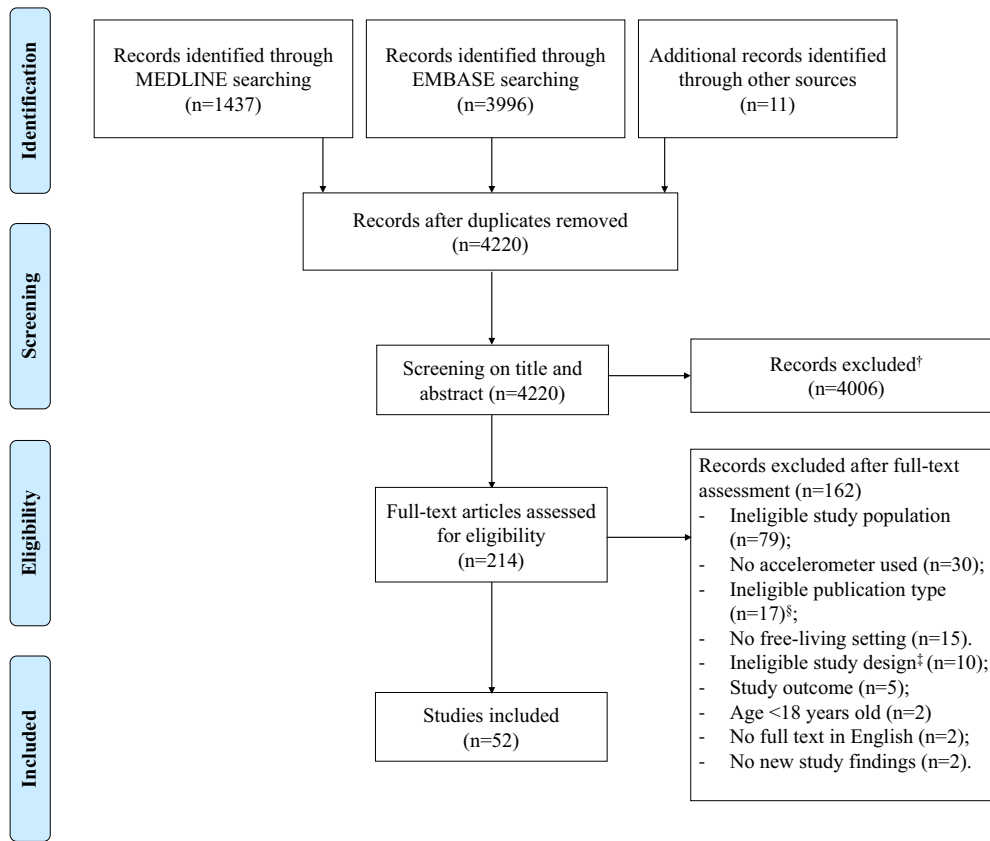 Identification
Records identified through
MEDLINE searching
(n=1437)
Records identified through
EMBASE searching
(n=3996)
Additional records identified
through other sources
(n=11)
Records after duplicates removed
(n=4220)
Screening
Screening on title and
abstract (n=4220)
Records excluded†
(n=4006)
Eligibility
Full-text articles assessed
for eligibility
(n=214)
Records excluded after full-text
assessment (n=162)
- Ineligible study population
(n=79);
- No accelerometer used (n=30);
- Ineligible publication type
(n=17)§;
- No free-living setting (n=15).
- Ineligible study design‡ (n=10);
- Study outcome (n=5);
- Age <18 years old (n=2)
- No full text in English (n=2);
- No new study findings (n=2).
Included
Studies included
(n=52)